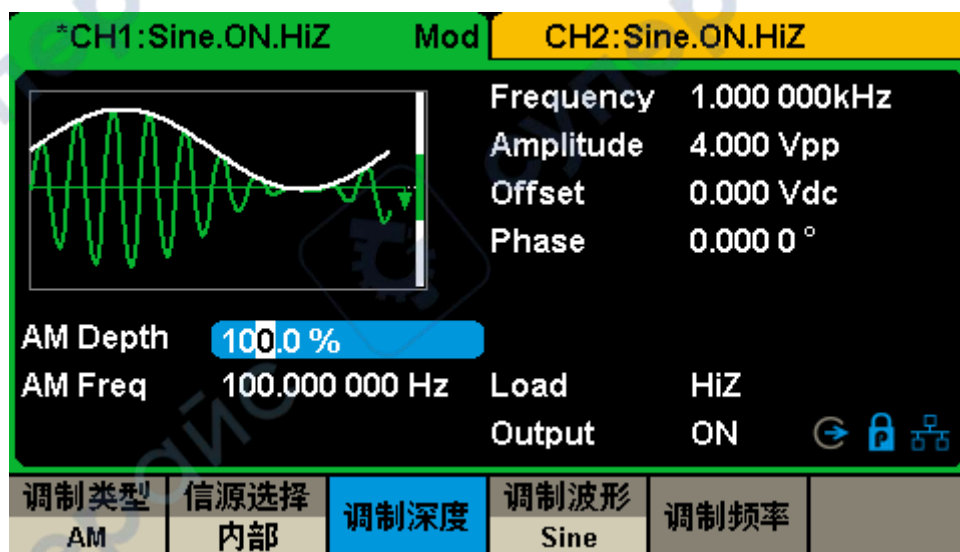 *CH1:Sine.ON.HiZ Mod CH2:Sine.ON.HiZ
Frequency 1.000 000kHz
Amplitude 4.000 Vpp
Offset 0.000 Vdc
Phase 0.000 0 °
AM Depth 100.0 %
AM Freq 100.000 000 Hz Load HiZ
Output ON
调制类型 信源选择 调制深度 调制波形 调制频率
AM 内部 Sine